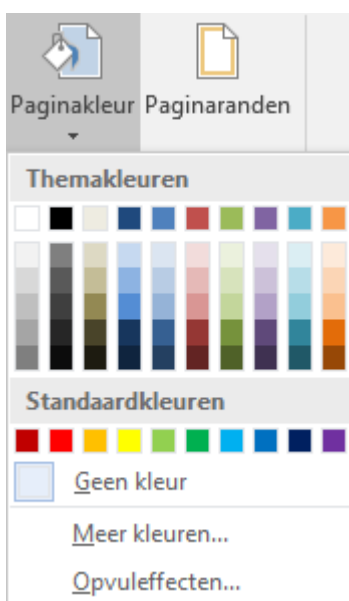 Paginakleur Paginaranden
Themakleuren
Standaardkleuren
Geen kleur
Meer kleuren...
Opvuleffecten...